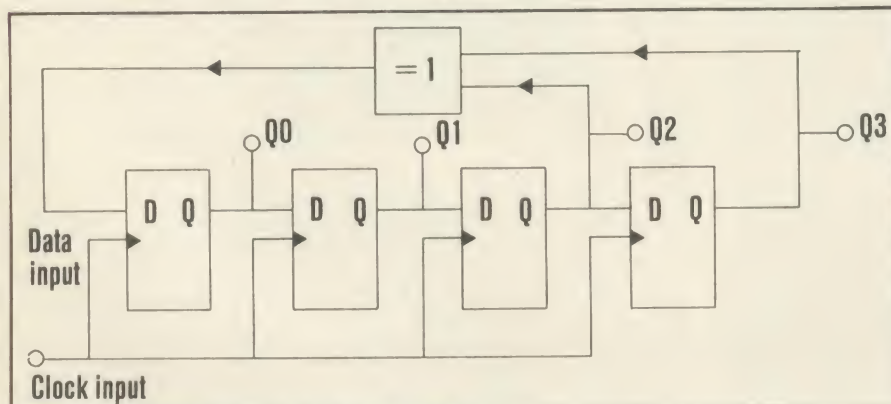 = 1
Q0
Q1
Q2
Q3
D Q
D Q
D Q
D Q
Data
input
Clock input